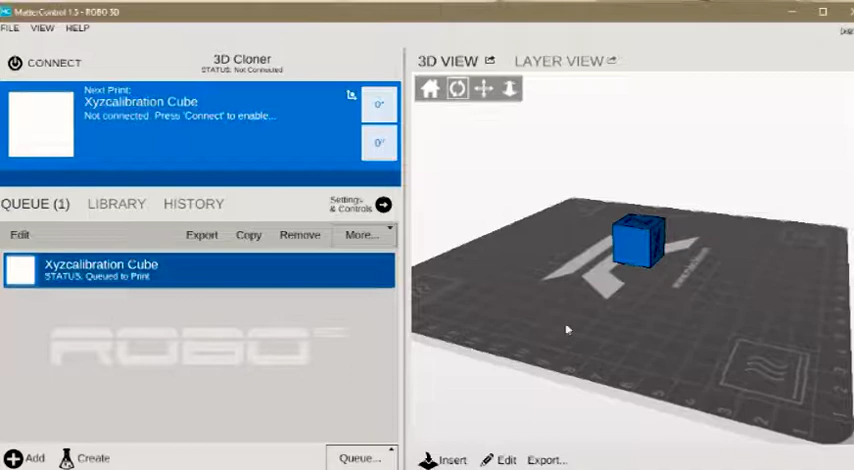 MatterControl 1.5 - ROBO 3D
FILE VIEW HELP
CONNECT
3D Cloner
STATUS: Not Connected
Next Print:
Xyzcalibration Cube
Not connected. Press 'Connect' to enable...
0°
0°
QUEUE (1) LIBRARY HISTORY
Settings
& Controls
Edit Export Copy Remove More...
Xyzcalibration Cube
STATUS: Queued to Print
ROBO
Add Create Queue...
3D VIEW LAYER VIEW
Insert Edit Export...